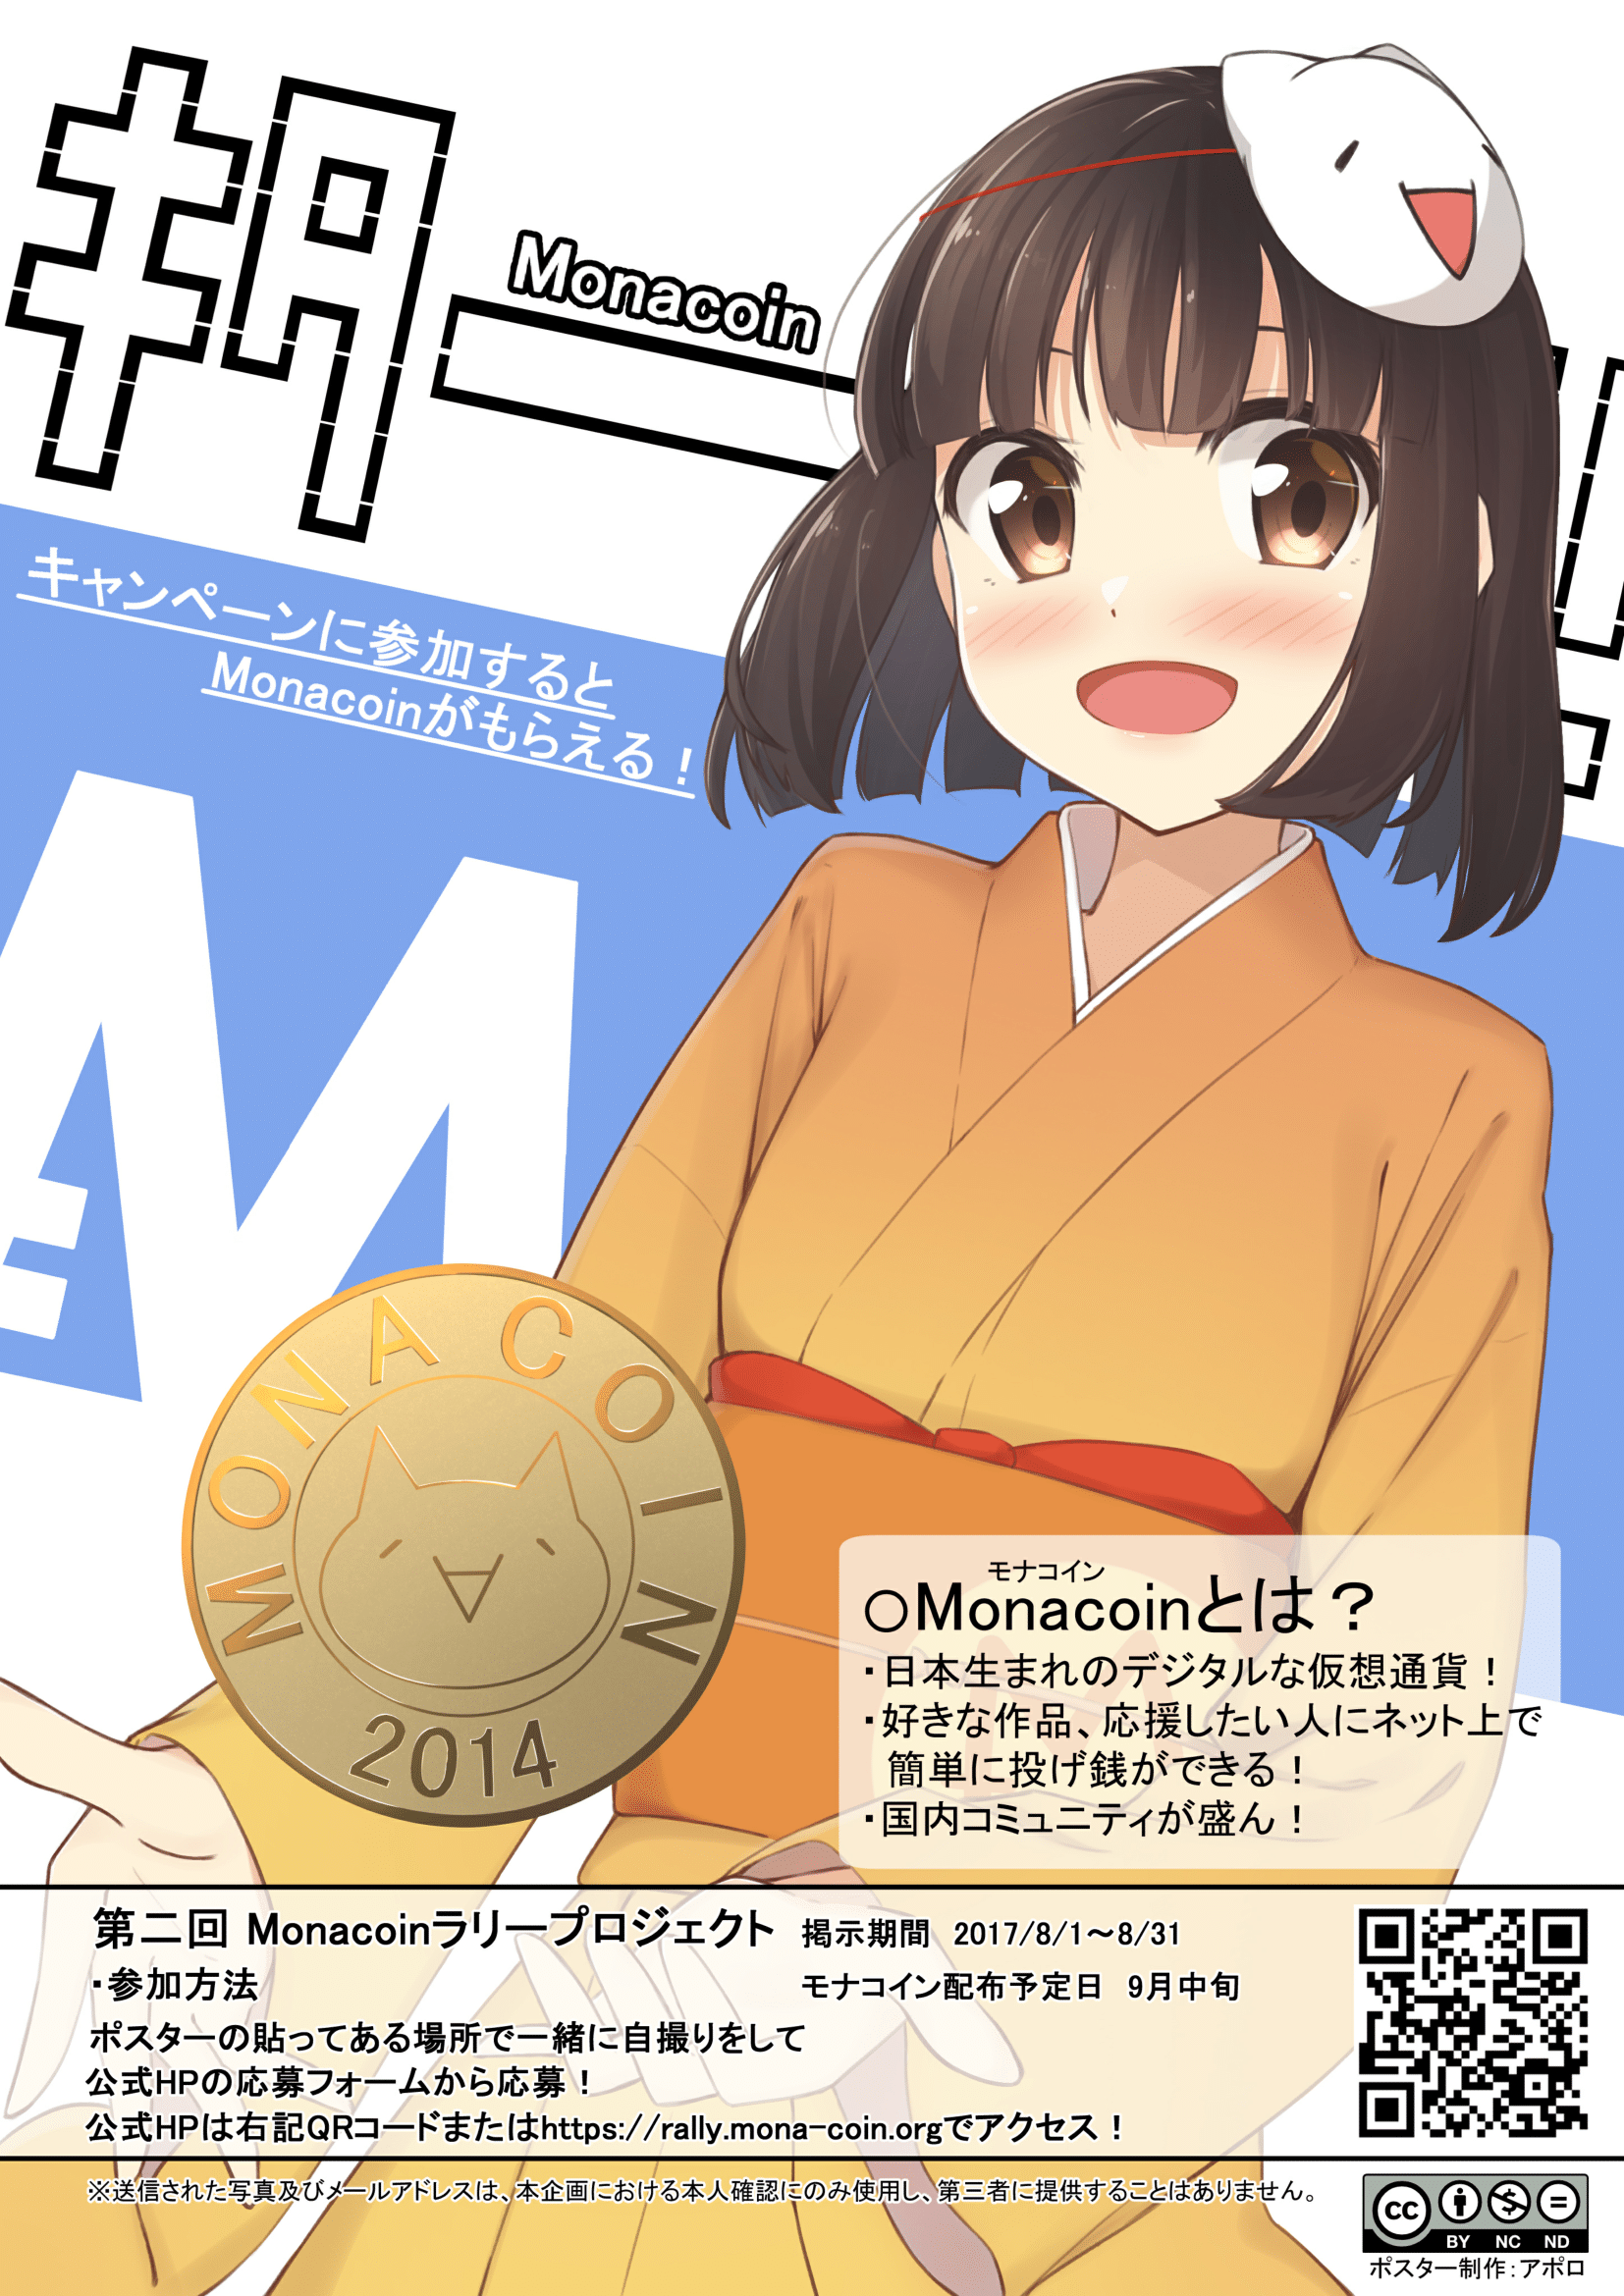 Monacoin
キャンペーンに参加すると
Monacoinがもらえる！
M
MONACOIN
2014
モナコイン
○Monacoinとは？
・日本生まれのデジタルな仮想通貨！
・好きな作品、応援したい人にネット上で
簡単に投げ銭ができる！
・国内コミュニティが盛ん！
第二回 Monacoinラリープロジェクト
掲示期間 2017/8/1～8/31
・参加方法
モナコイン配布予定日 9月中旬
ポスターの貼ってある場所で一緒に自撮りをして
公式HPの応募フォームから応募！
公式HPは右記QRコードまたはhttps://rally.mona-coin.orgでアクセス！
※送信された写真及びメールアドレスは、本企画における本人確認にのみ使用し、第三者に提供することはありません。
cc
BY NC ND
ポスター制作：アポロ